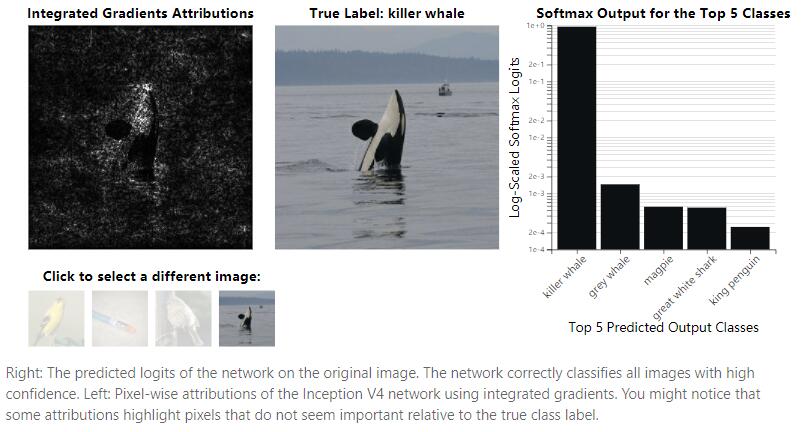 Integrated Gradients Attributions
True Label: killer whale
Softmax Output for the Top 5 Classes
Log-Scaled Softmax Logits
1e+0
2e-1
1e-1
2e-2
1e-2
2e-3
1e-3
2e-4
1e-4
killer whale
grey whale
magpie
great white shark
king penguin
Top 5 Predicted Output Classes
Click to select a different image:
Right: The predicted logits of the network on the original image. The network correctly classifies all images with high
confidence. Left: Pixel-wise attributions of the Inception V4 network using integrated gradients. You might notice that
some attributions highlight pixels that do not seem important relative to the true class label.